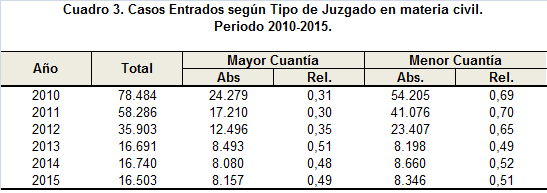 Cuadro 3. Casos Entrados según Tipo de Juzgado en materia civil.
Periodo 2010-2015.
Año Total Mayor Cuantía Menor Cuantía
Abs Rel. Abs. Rel.
2010 78.484 24.279 0,31 54.205 0,69
2011 58.286 17.210 0,30 41.076 0,70
2012 35.903 12.496 0,35 23.407 0,65
2013 16.691 8.493 0,51 8.198 0,49
2014 16.740 8.080 0,48 8.660 0,52
2015 16.503 8.157 0,49 8.346 0,51